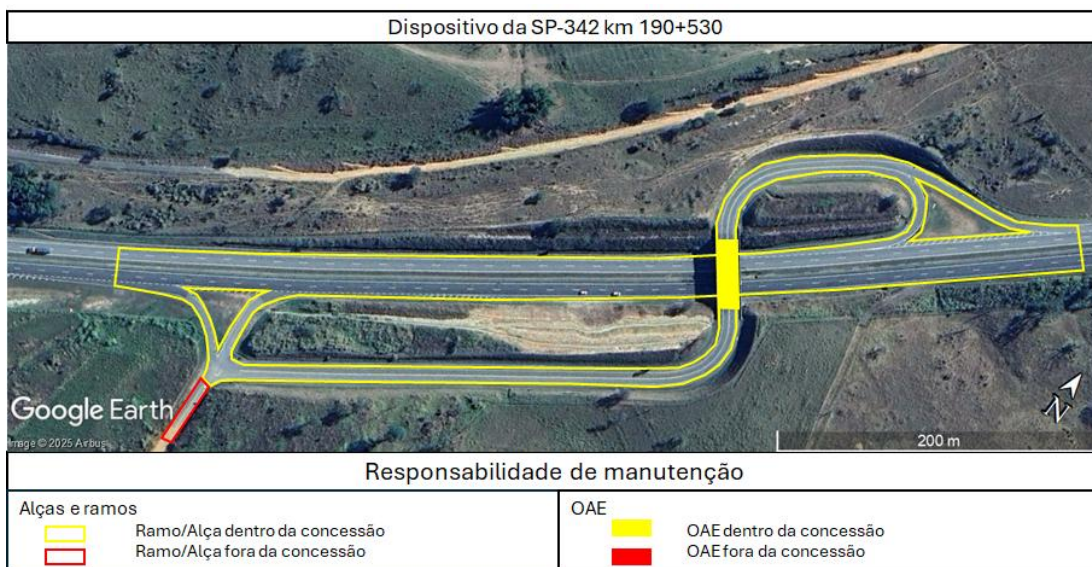 Dispositivo da SP-342 km 190+530
Google Earth
Image © 2025 Airbus
N
200 m
Responsabilidade de manutenção
Alças e ramos
Ramo/Alça dentro da concessão
Ramo/Alça fora da concessão
OAE
OAE dentro da concessão
OAE fora da concessão